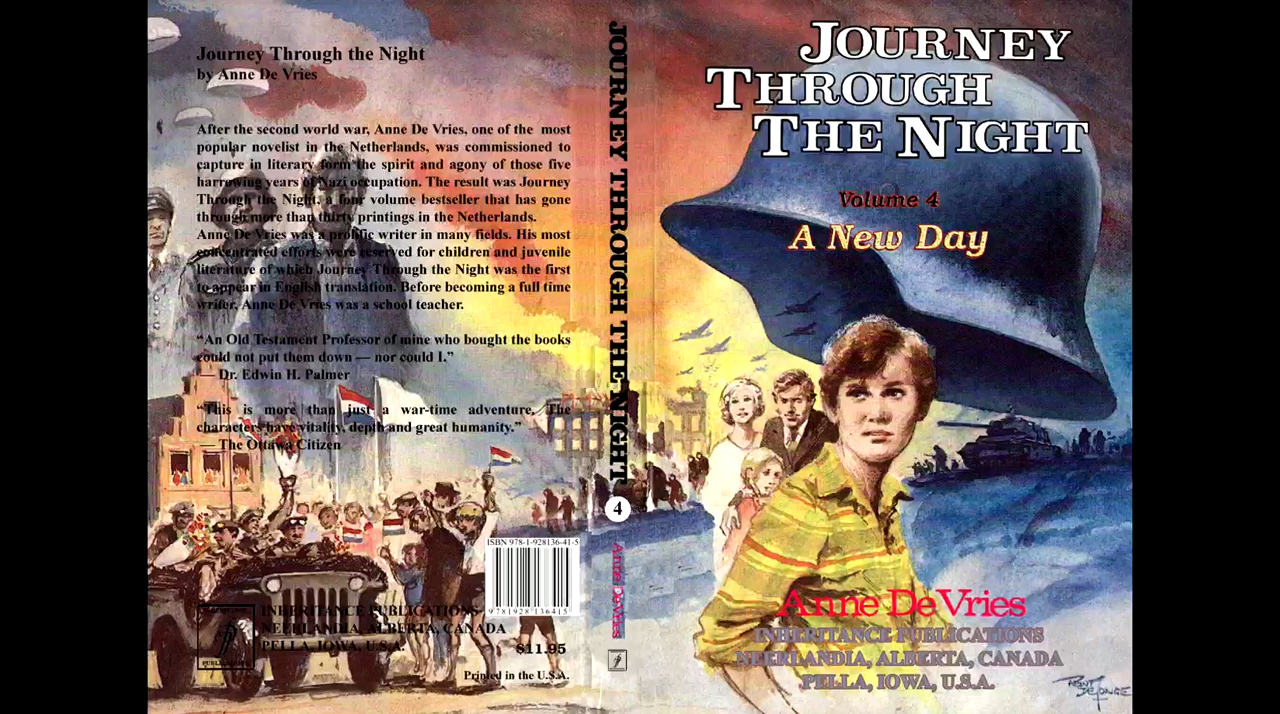 Journey Through the Night
by Anne De Vries
After the second world war, Anne De Vries, one of the most
popular novelist in the Netherlands, was commissioned to
capture in literary form the spirit and agony of those five
harrowing years of Nazi occupation. The result was Journey
Through the Night, a four volume bestseller that has gone
through more than thirty printings in the Netherlands.
Anne De Vries was a prolific writer in many fields. His most
concentrated efforts were reserved for children and juvenile
literature of which Journey Through the Night was the first
to appear in English translation. Before becoming a full time
writer, Anne De Vries was a school teacher.
“An Old Testament Professor of mine who bought the books
could not put them down — nor could I.”
— Dr. Edwin H. Palmer
“This is more than just a war-time adventure, The
characters have vitality, depth and great humanity.”
— The Ottawa Citizen
ISBN 978-1-928136-41-5
9 781928 136415
INHERITANCE PUBLICATIONS
NEERLANDIA, ALBERTA, CANADA
PELLA, IOWA, U.S.A.
$11.95
Printed in the U.S.A.
JOURNEY THROUGH THE NIGHT
4
Anne De Vries
JOURNEY
THROUGH
THE NIGHT
Volume 4
A New Day
Anne De Vries
INHERITANCE PUBLICATIONS
NEERLANDIA, ALBERTA, CANADA
PELLA, IOWA, U.S.A.